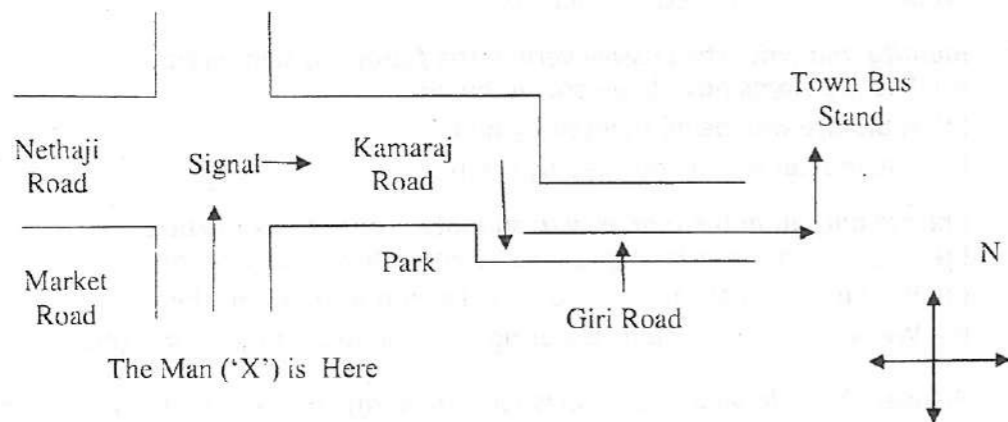 Town Bus
Stand
Nethaji
Road
Signal
Kamaraj
Road
Park
N
Market
Road
Giri Road
The Man (‘X’) is Here